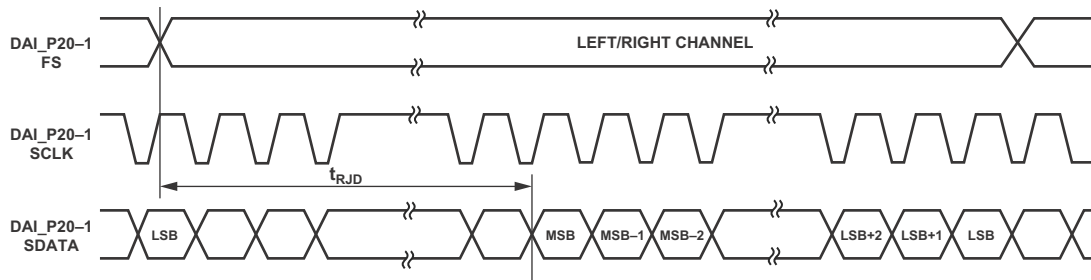 DAI_P20–1
FS
LEFT/RIGHT CHANNEL
DAI_P20–1
SCLK
tRJD
DAI_P20–1
SDATA
LSB
MSB
MSB–1
MSB–2
LSB+2
LSB+1
LSB